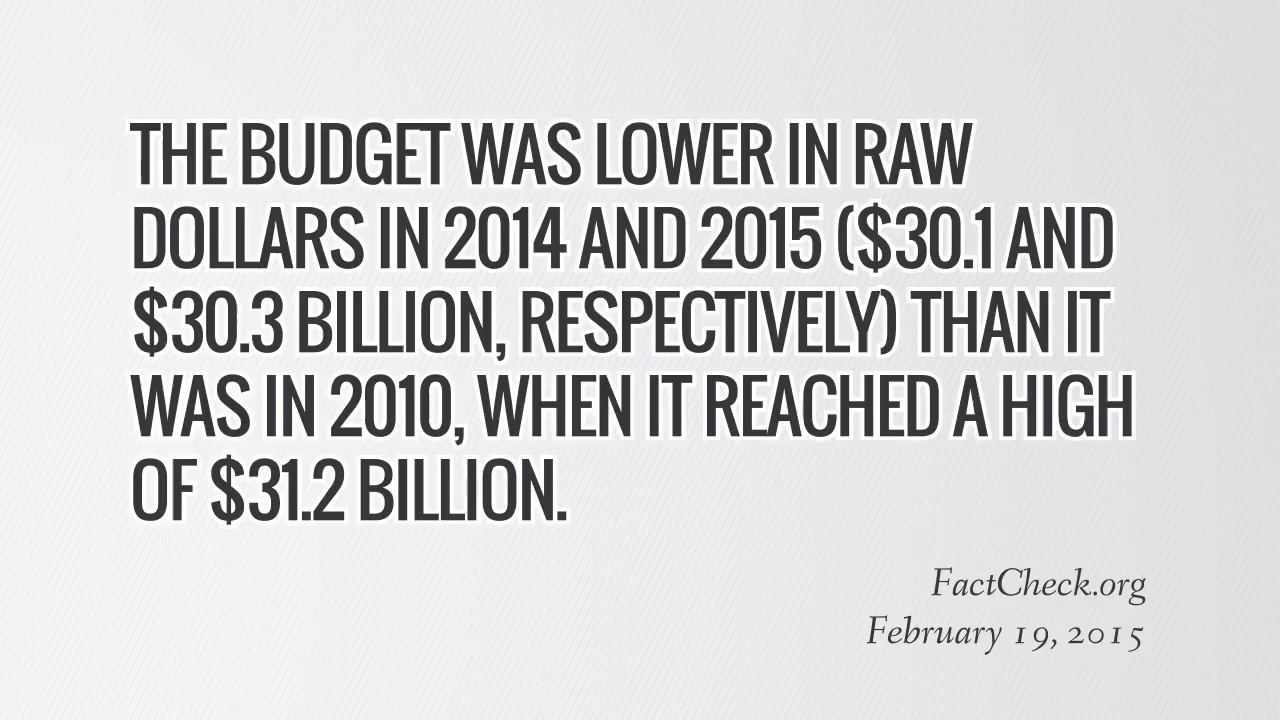 THE BUDGET WAS LOWER IN RAW
DOLLARS IN 2014 AND 2015 ($30.1 AND
$30.3 BILLION, RESPECTIVELY) THAN IT
WAS IN 2010, WHEN IT REACHED A HIGH
OF $31.2 BILLION.
FactCheck.org
February 19, 2015